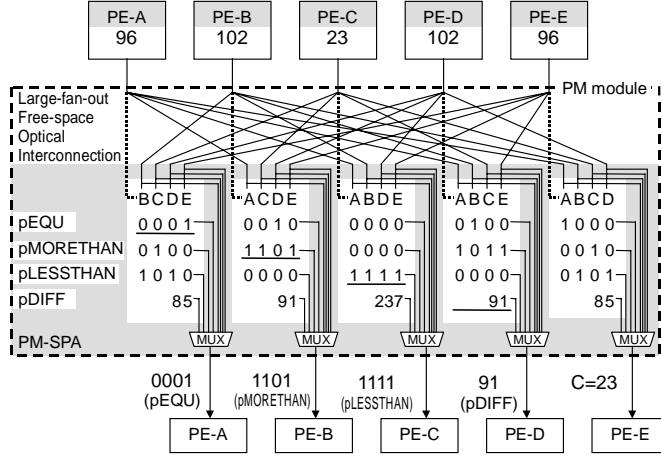 PE-A PE-B PE-C PE-D PE-E
96 102 23 102 96
PM module
Large-fan-out
Free-space
Optical
Interconnection
BCDE ACDE ABDE ABCE ABCD
pEQU 0001 0010 0000 0100 1000
pMORETHAN 0100 1101 0000 1011 0010
pLESSTHAN 1010 0000 1111 0000 0101
pDIFF 85 91 237 91 85
MUX MUX MUX MUX MUX
PM-SPA
0001 1101 1111 91 C=23
(pEQU) (pMORETHAN) (pLESSTHAN) (pDIFF)
PE-A PE-B PE-C PE-D PE-E